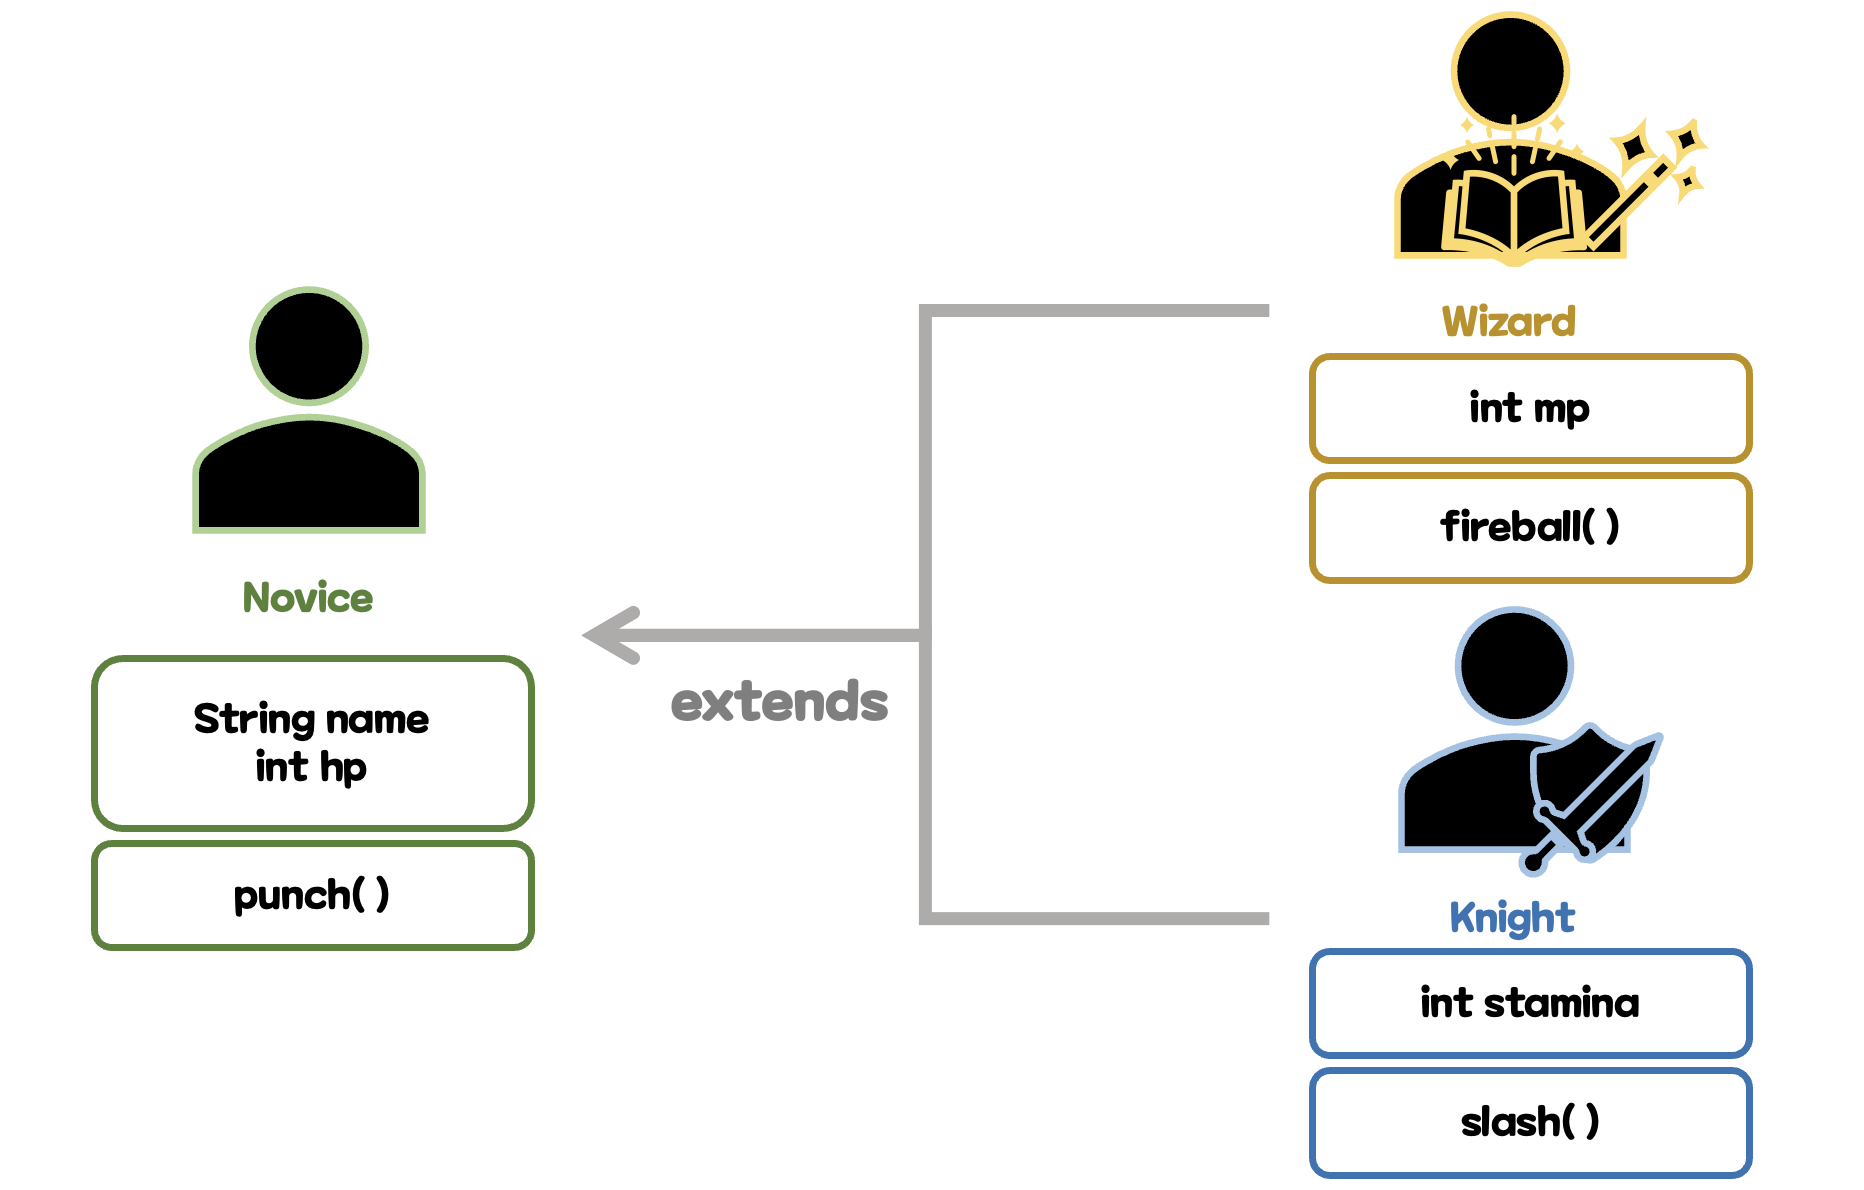 Novice
String name
int hp
punch( )
extends
Wizard
int mp
fireball( )
Knight
int stamina
slash( )